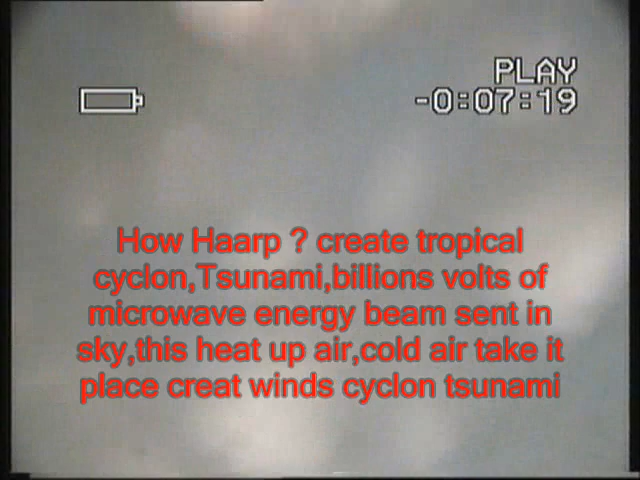 PLAY
-0:07:19
How Haarp ? create tropical
cyclon,Tsunami,billions volts of
microwave energy beam sent in
sky,this heat up air,cold air take it
place creat winds cyclon tsunami